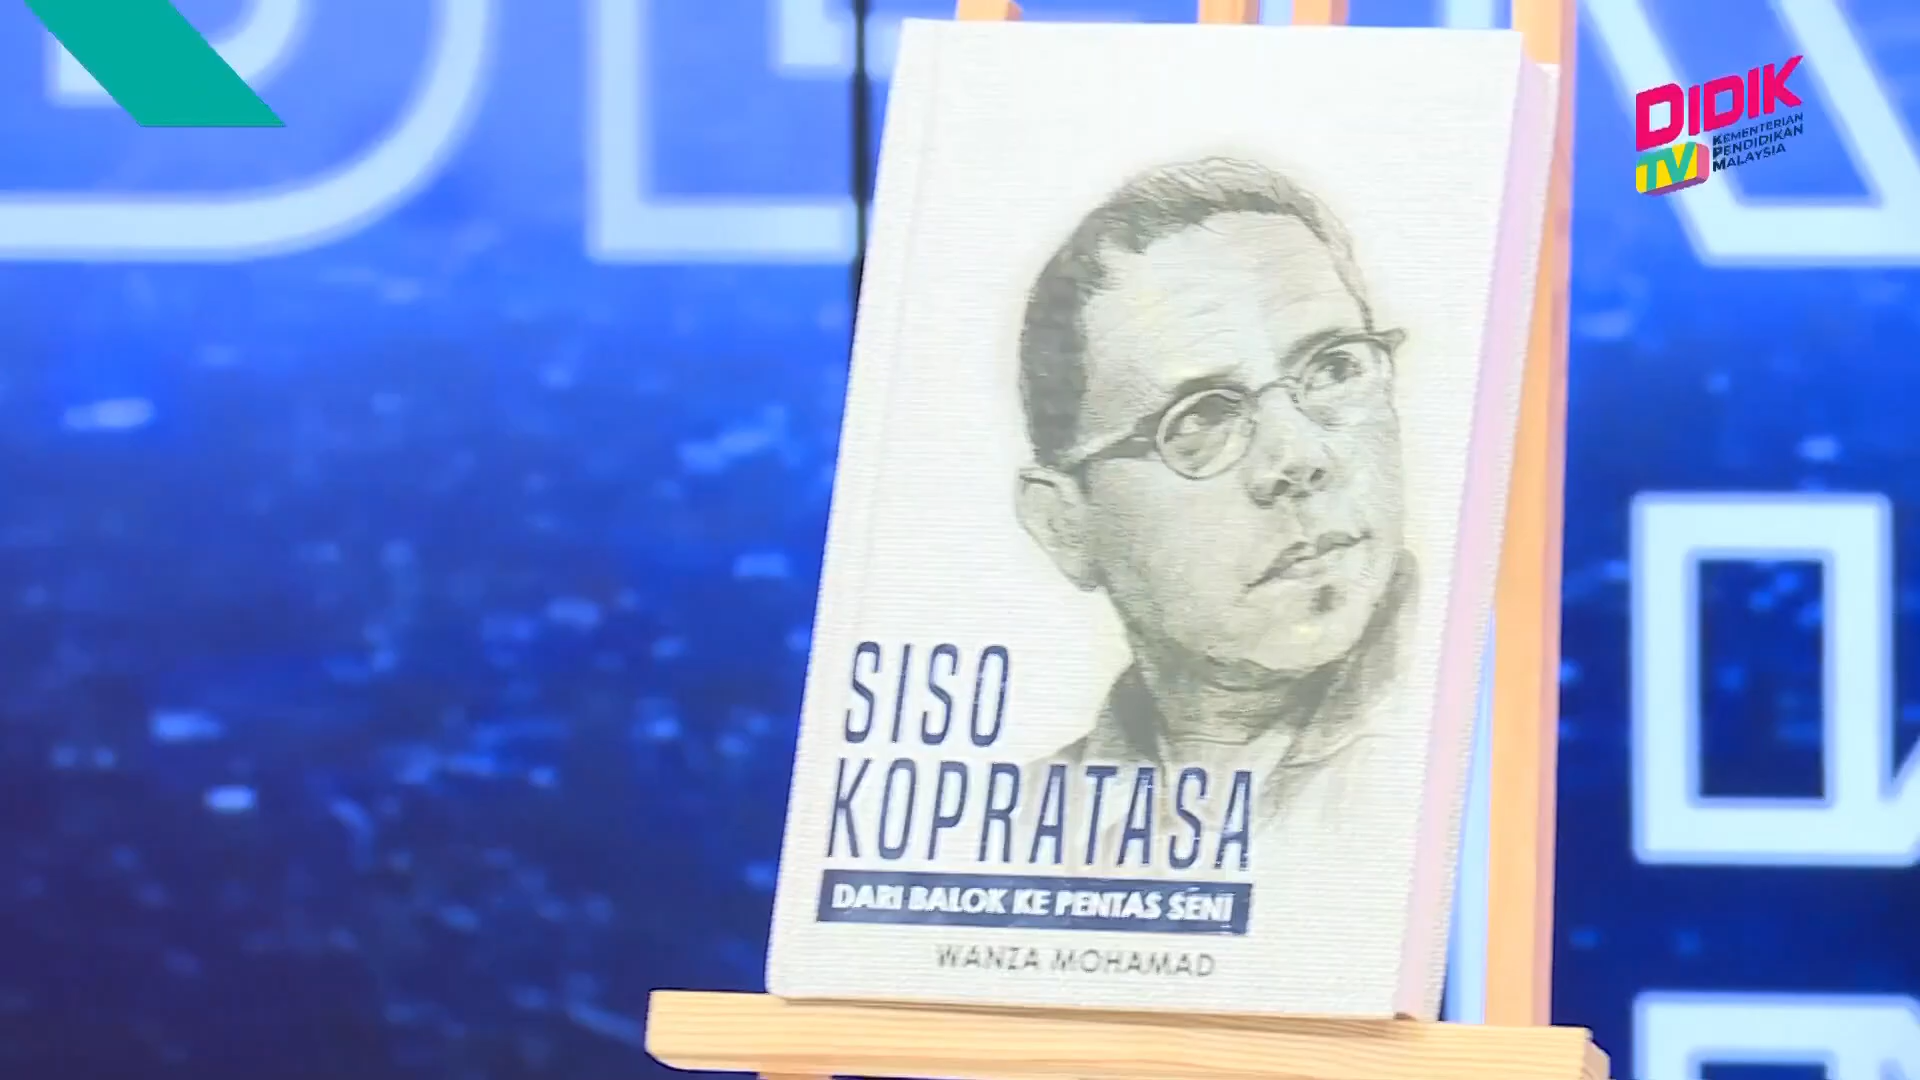 DIDIK
TV
KEMENTERIAN
PENDIDIKAN
MALAYSIA
SISO
KOPRATASA
DARI BALOK KE PENTAS SENI
WANZA MOHAMAD